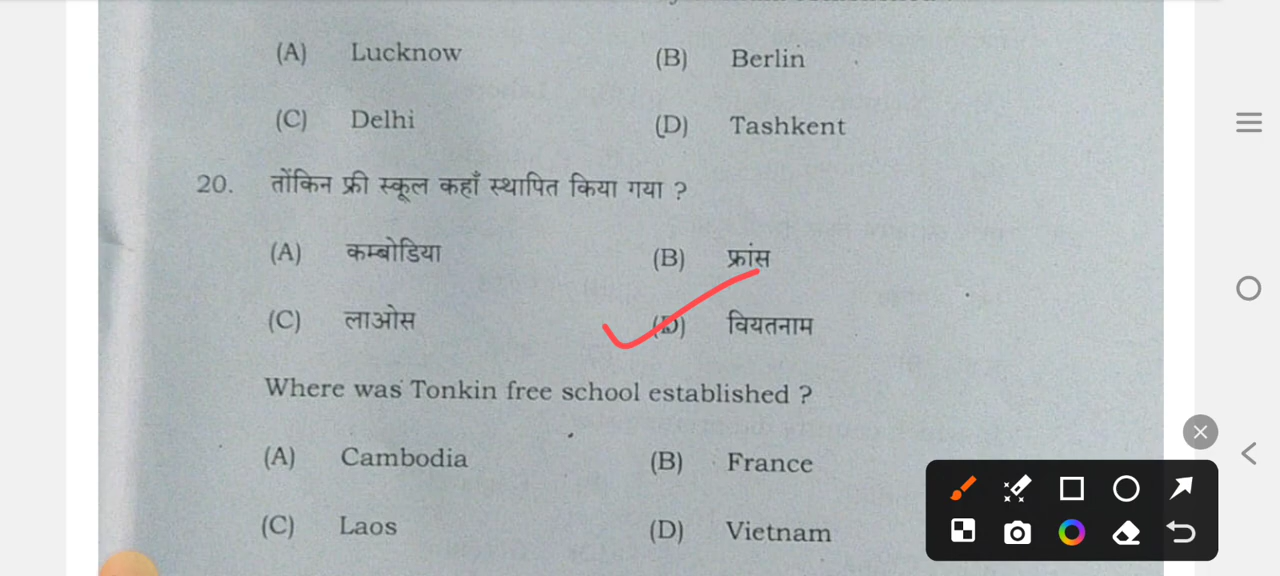 (A) Lucknow (B) Berlin
(C) Delhi (D) Tashkent
20. तोंकिन फ्री स्कूल कहाँ स्थापित किया गया ?
(A) कम्बोडिया (B) फ्रांस
(C) लाओस (D) वियतनाम
Where was Tonkin free school established ?
(A) Cambodia (B) France
(C) Laos (D) Vietnam